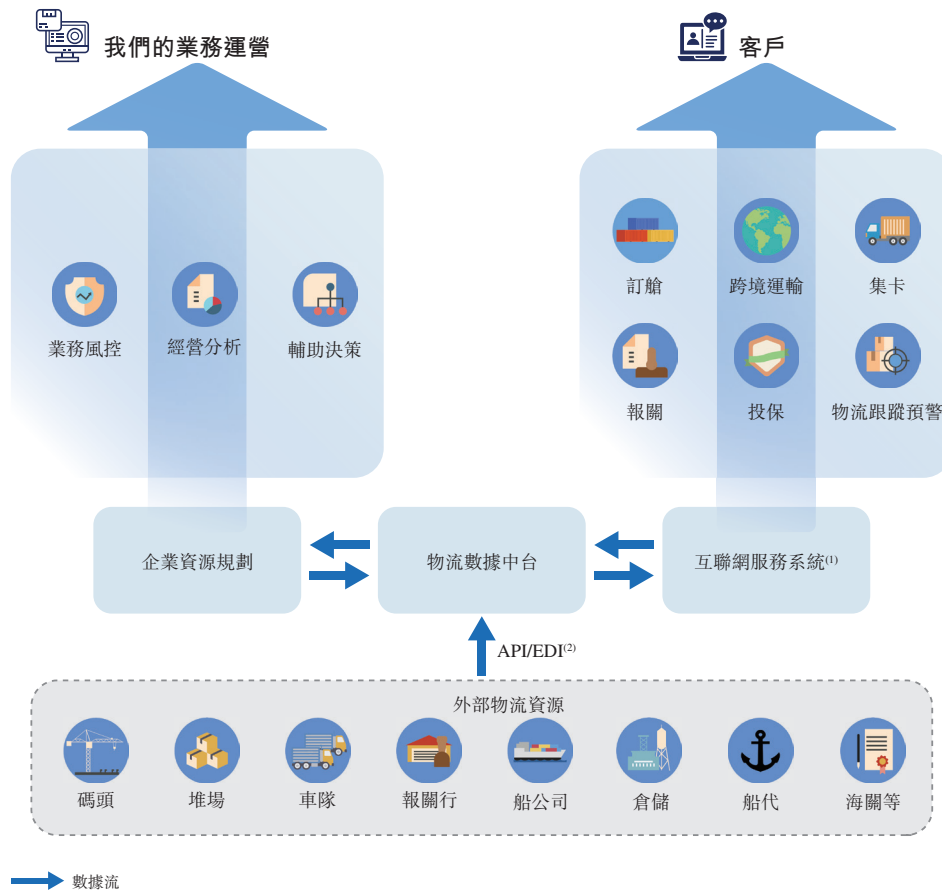 我們的業務運營
客戶
訂艙
跨境運輸
集卡
業務風控
經營分析
輔助決策
報關
投保
物流跟蹤預警
企業資源規劃
物流數據中台
互聯網服務系統(1)
API/EDI(2)
外部物流資源
碼頭
堆場
車隊
報關行
船公司
倉儲
船代
海關等
數據流